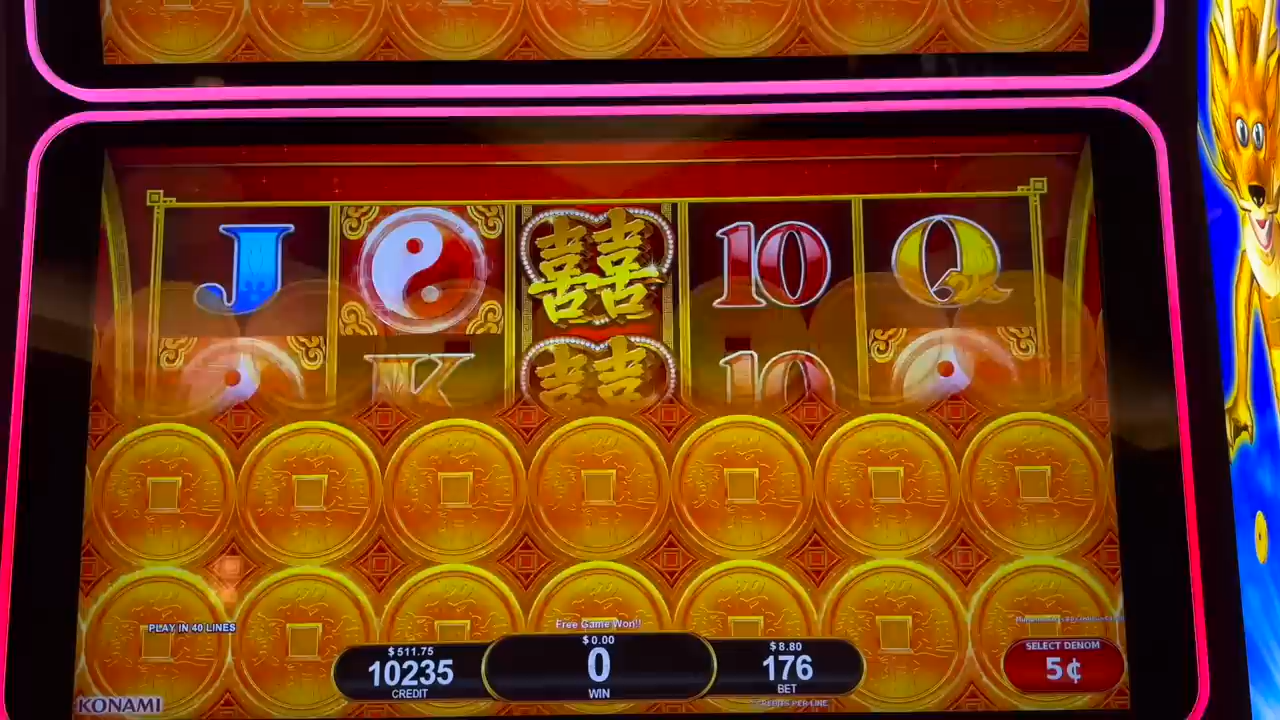 J 囍 10 Q
K 囍 10
PLAY IN 40 LINES
Free Game Won!!
$511.75
10235
CREDIT
$0.00
0
WIN
$8.80
176
BET
SELECT DENOM
5¢
KONAMI